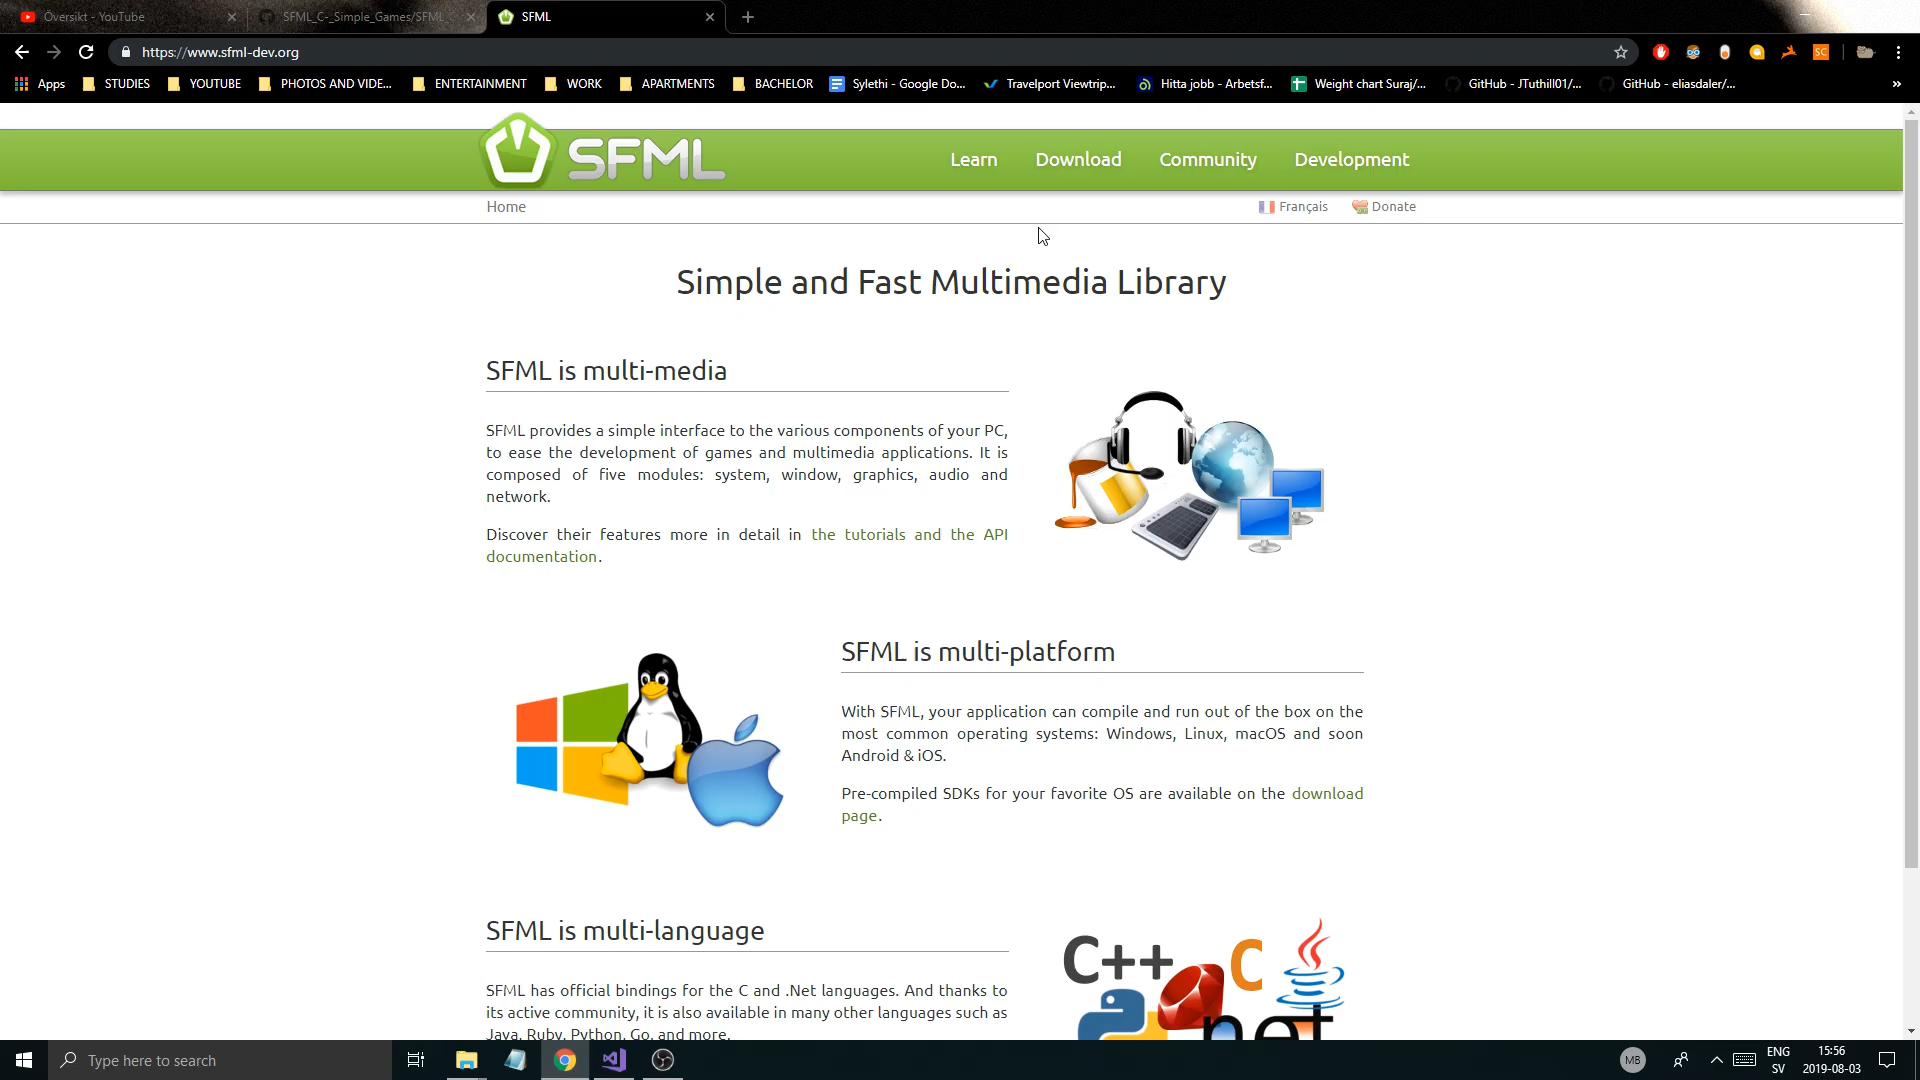 Översikt - YouTube
SFML_C-_Simple_Games/SFML
SFML
https://www.sfml-dev.org
SC
Apps
STUDIES
YOUTUBE
PHOTOS AND VIDE...
ENTERTAINMENT
WORK
APARTMENTS
BACHELOR
Sylethi - Google Do...
Travelport Viewtrip...
Hitta jobb - Arbetsf...
Weight chart Suraj/...
GitHub - JTuthill01/...
GitHub - eliasdaler/...
»
SFML
Learn
Download
Community
Development
Home
Français
Donate
Simple and Fast Multimedia Library
SFML is multi-media
SFML provides a simple interface to the various components of your PC,
to ease the development of games and multimedia applications. It is
composed of five modules: system, window, graphics, audio and
network.
Discover their features more in detail in the tutorials and the API
documentation.
SFML is multi-platform
With SFML, your application can compile and run out of the box on the
most common operating systems: Windows, Linux, macOS and soon
Android & iOS.
Pre-compiled SDKs for your favorite OS are available on the download
page.
SFML is multi-language
SFML has official bindings for the C and .Net languages. And thanks to
its active community, it is also available in many other languages such as
Java, Ruby, Python, Go, and more.
C++
C
.net
Type here to search
MB
ENG
SV
15:56
2019-08-03